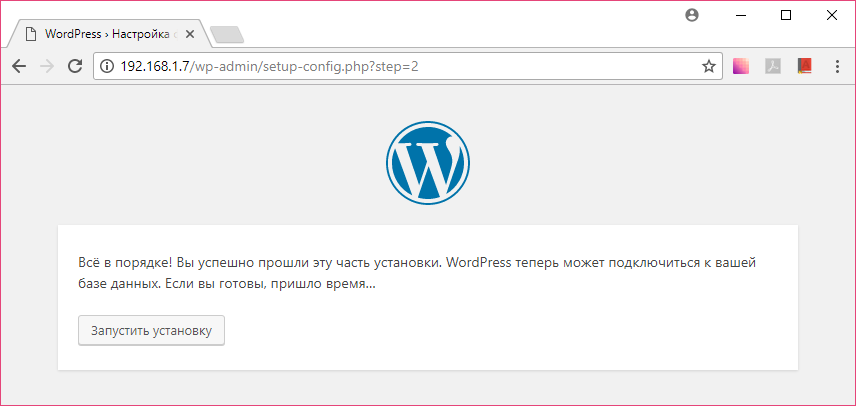 WordPress › Настройка
192.168.1.7/wp-admin/setup-config.php?step=2
Всё в порядке! Вы успешно прошли эту часть установки. WordPress теперь может подключиться к вашей
базе данных. Если вы готовы, пришло время…
Запустить установку